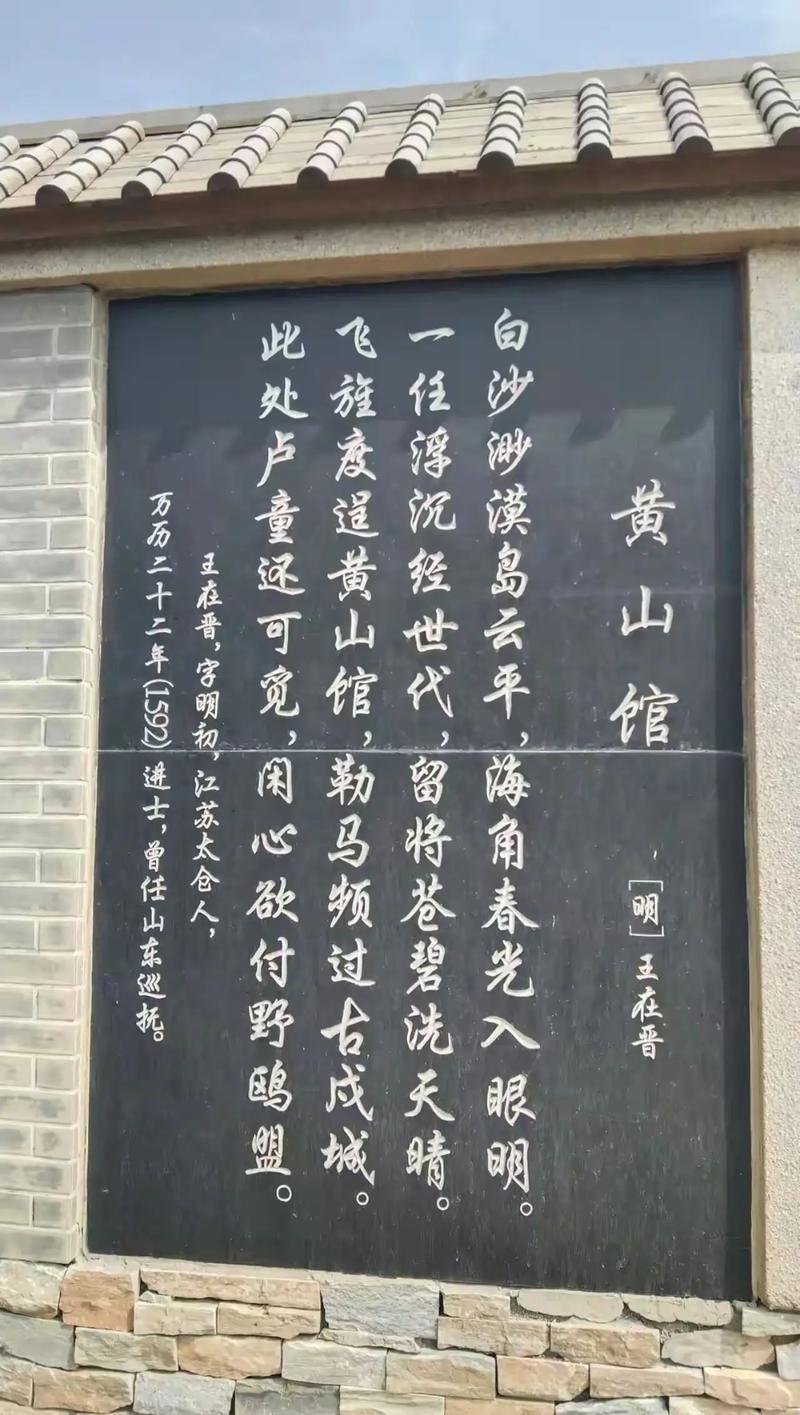 黄山馆
［明］王在晋
白沙渺漠岛云平，海角春光入眼明。
一任浮沉经世代，留将苍碧洗天晴。
飞旌度逞黄山馆，勒马频过古戍城。
此处卢童还可觅，闲心欲付野鸥盟。
王在晋，字明初，江苏太仓人，
万历二十二年(1592)进士，曾任山东巡抚。